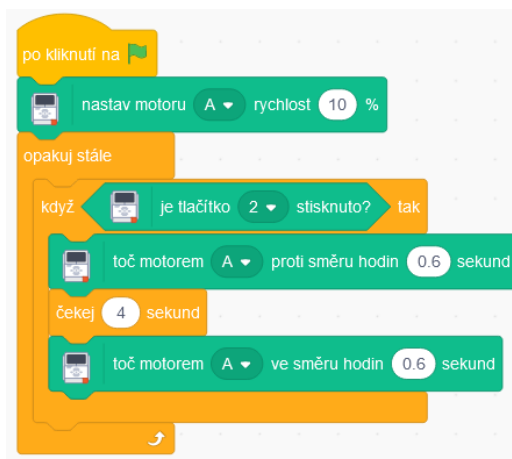 po kliknutí na
nastav motoru A rychlost 10 %
opakuj stále
když je tlačítko 2 stisknuto? tak
toč motorem A proti směru hodin 0.6 sekund
čekej 4 sekund
toč motorem A ve směru hodin 0.6 sekund